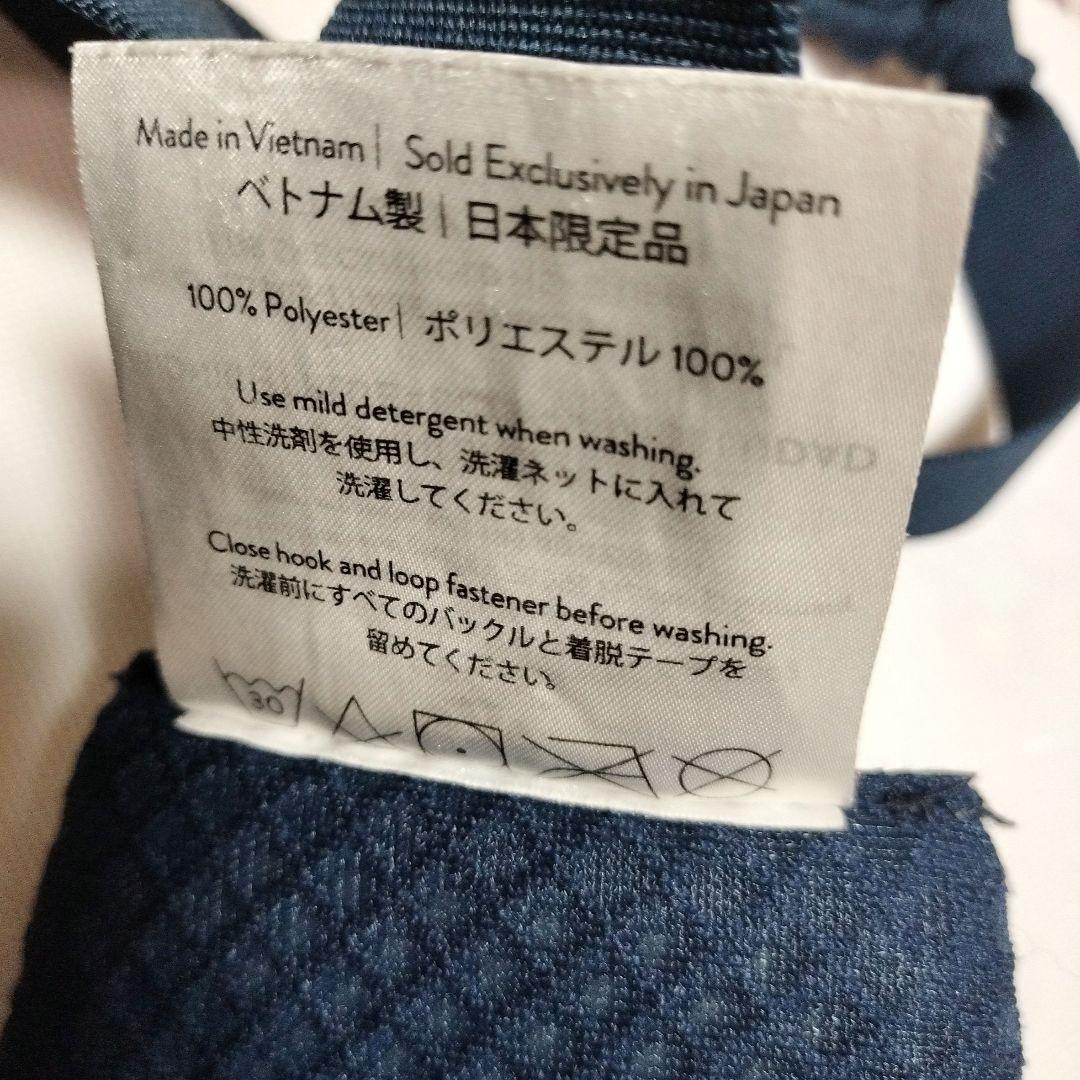 Made in Vietnam | Sold Exclusively in Japan
ベトナム製 | 日本限定品
100% Polyester | ポリエステル 100%
Use mild detergent when washing.
中性洗剤を使用し、洗濯ネットに入れて
洗濯してください。
Close hook and loop fastener before washing.
洗濯前にすべてのバックルと着脱テープを
留めてください。
30